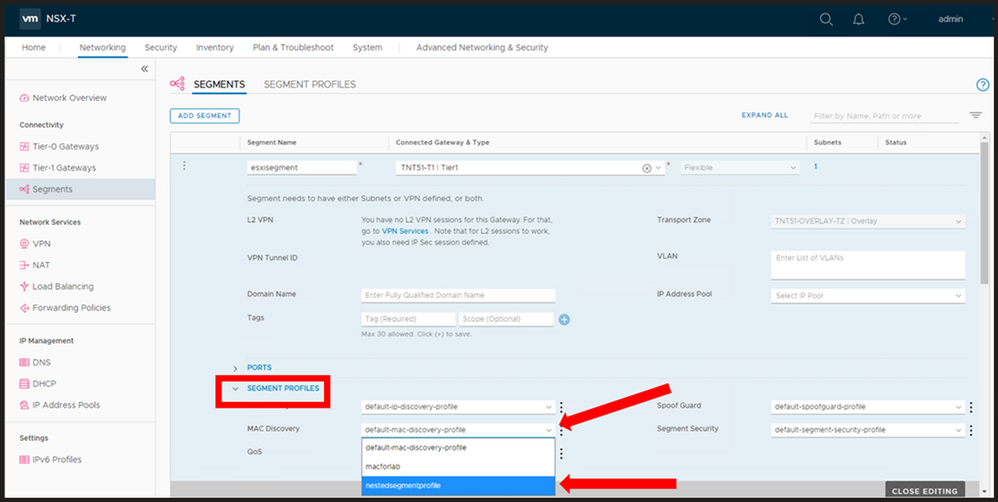 vm NSX-T
admin
Home Networking Security Inventory Plan & Troubleshoot System Advanced Networking & Security
Network Overview
Connectivity
Tier-0 Gateways
Tier-1 Gateways
Segments
Network Services
VPN
NAT
Load Balancing
Forwarding Policies
IP Management
DNS
DHCP
IP Address Pools
Settings
IPv6 Profiles
SEGMENTS SEGMENT PROFILES
ADD SEGMENT EXPAND ALL Filter by Name, Path or more
Segment Name Connected Gateway & Type Subnets Status
esxisegment * TNT51-T1 | Tier1 * Flexible 1
Segment needs to have either Subnets or VPN defined, or both.
L2 VPN You have no L2 VPN sessions for this Gateway. For that, Transport Zone TNT51-OVERLAY-TZ | Overlay
go to VPN Services . Note that for L2 sessions to work,
you also need IP Sec session defined.
VPN Tunnel ID VLAN Enter List of VLANs
Domain Name Enter Fully Qualified Domain Name IP Address Pool Select IP Pool
Tags Tag (Required) Scope (Optional)
Max 30 allowed. Click (+) to save.
PORTS
SEGMENT PROFILES
default-ip-discovery-profile Spoof Guard default-spoofguard-profile
MAC Discovery default-mac-discovery-profile Segment Security default-segment-security-profile
QoS default-mac-discovery-profile
macforlab
nestedsegmentprofile
CLOSE EDITING